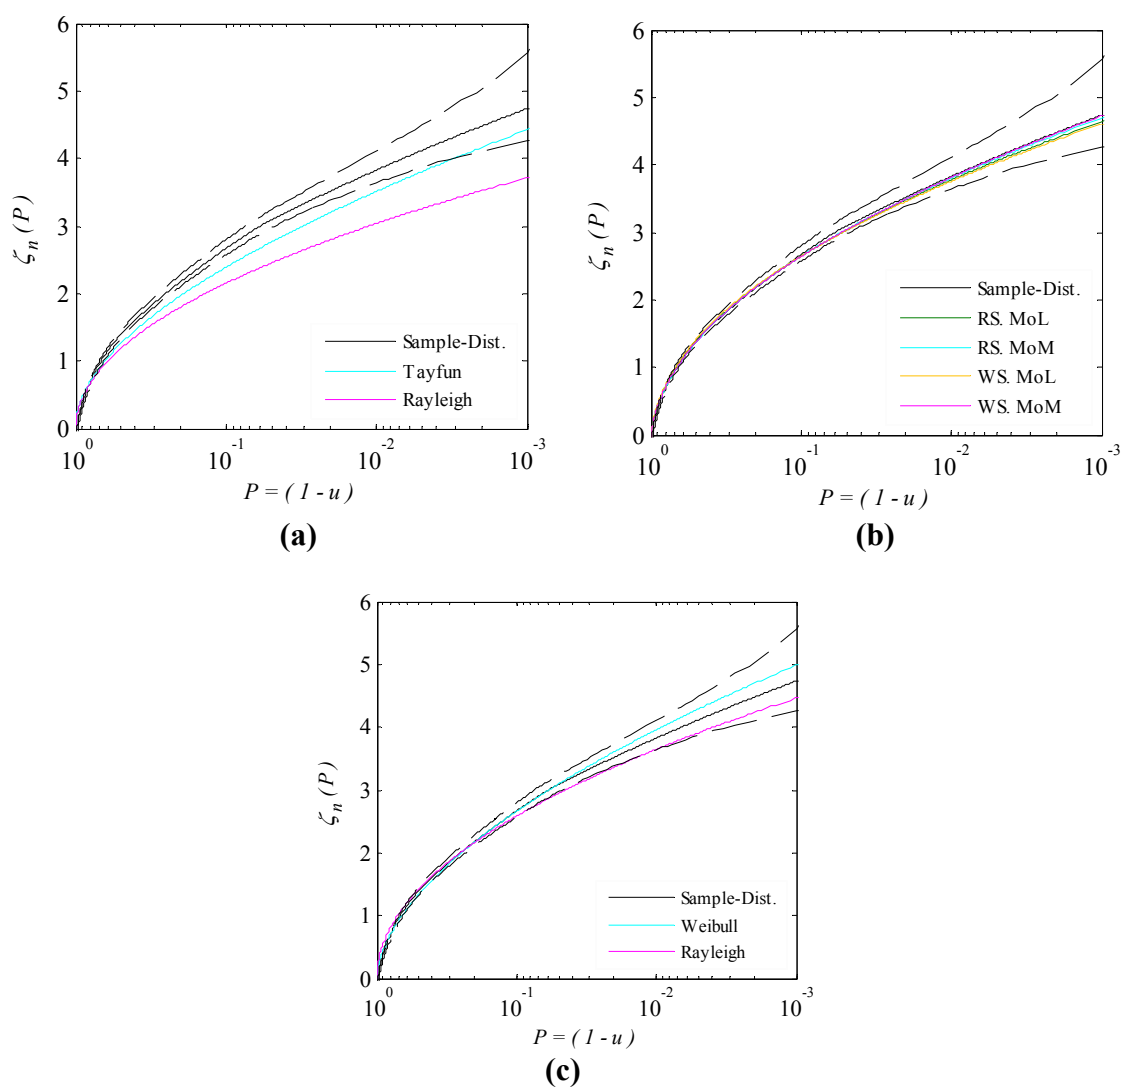 6
5
4
3
2
1
0
ζn (P)
Sample-Dist.
Tayfun
Rayleigh
10^0 10^-1 10^-2 10^-3
P = ( 1 - u )
(a)
6
5
4
3
2
1
0
ζn (P)
Sample-Dist.
RS. MoL
RS. MoM
WS. MoL
WS. MoM
10^0 10^-1 10^-2 10^-3
P = ( 1 - u )
(b)
6
5
4
3
2
1
0
ζn (P)
Sample-Dist.
Weibull
Rayleigh
10^0 10^-1 10^-2 10^-3
P = ( 1 - u )
(c)